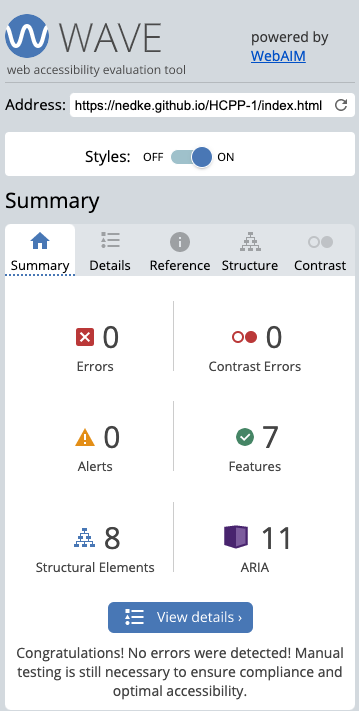 WAVE
powered by
WebAIM
web accessibility evaluation tool
Address: https://nedke.github.io/HCPP-1/index.html
Styles: OFF ON
Summary
Summary Details Reference Structure Contrast
0 0
Errors Contrast Errors
0 7
Alerts Features
8 11
Structural Elements ARIA
View details ›
Congratulations! No errors were detected! Manual
testing is still necessary to ensure compliance and
optimal accessibility.